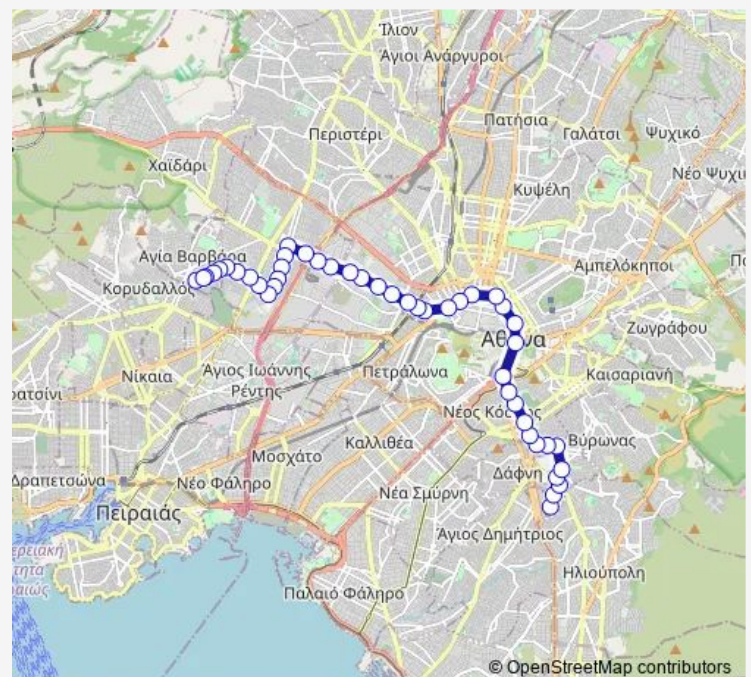 Ίλιον
Άγιοι Ανάργυροι
Πατήσια
Περιστέρι
Γαλάτσι
Ψυχικό
Χαϊδάρι
Νέο Ψυχι
Κυψέλη
Αγία Βαρβάρα
Αμπελόκηποι
Κορυδαλλός
Ζωγράφου
Άγιος Ιωάννης
Ρέντης
Πετράλωνα
Νίκαια
Καισαριανή
ρατσίνι
Νέος Κόσμος
Καλλιθέα
Βύρωνας
Μοσχάτο
Δάφνη
Δραπετσώνα
Νέο Φάληρο
Νέα Σμύρνη
Πειραιάς
Άγιος Δημήτριος
Ηλιούπολη
Παλαιό Φάληρο
© OpenStreetMap contributors